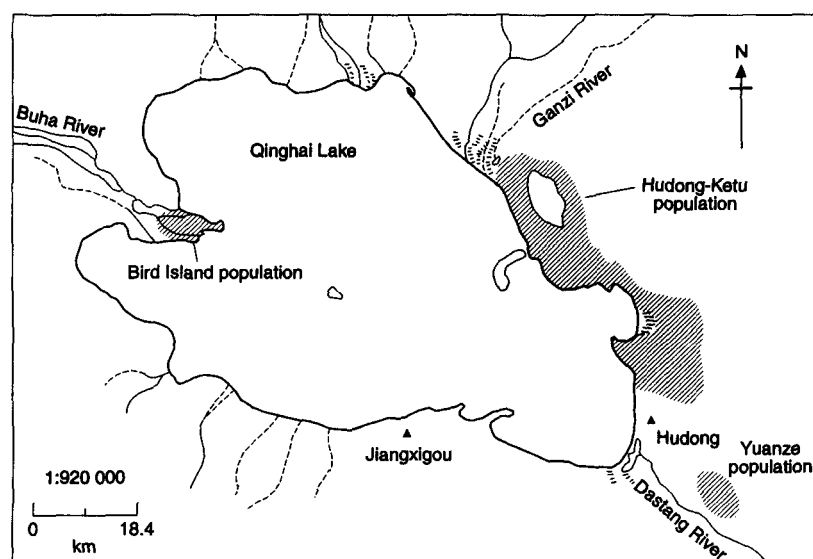 N
Ganzi River
Buha River
Qinghai Lake
Hudong-Ketu
population
Bird Island population
Hudong
Jiangxigou
Yuanze
population
1:920 000
Dastang River
0 18.4
km